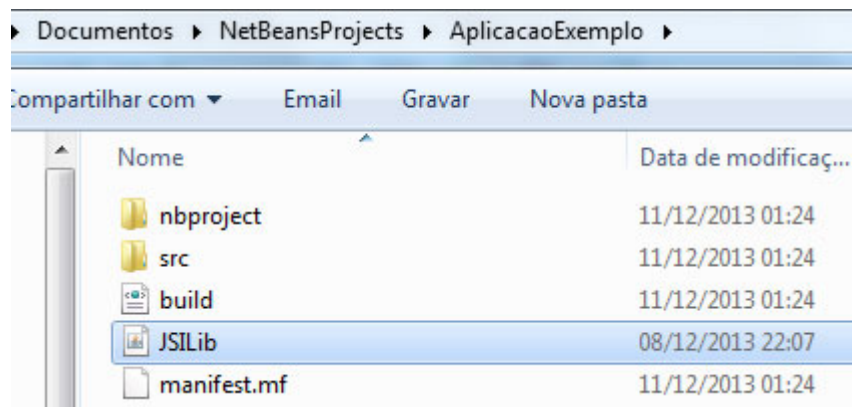 Documentos ▸ NetBeansProjects ▸ AplicacaoExemplo ▸
Compartilhar com ▾ Email Gravar Nova pasta
Nome Data de modificaç...
nbproject 11/12/2013 01:24
src 11/12/2013 01:24
build 11/12/2013 01:24
JSILib 08/12/2013 22:07
manifest.mf 11/12/2013 01:24